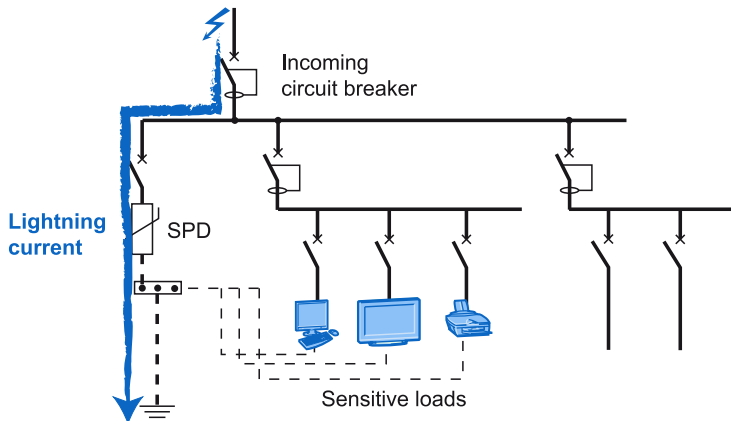 Incoming
circuit breaker
Lightning
current
SPD
Sensitive loads